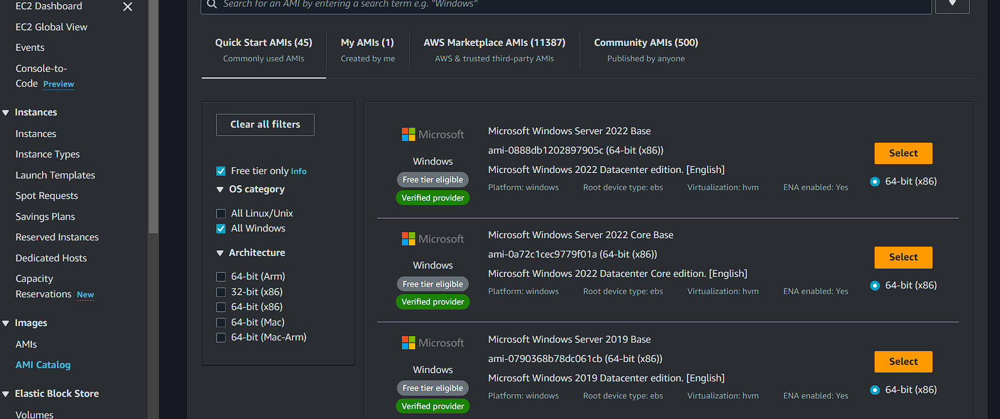 EC2 Dashboard
EC2 Global View
Events
Console-to-
Code Preview
Instances
Instances
Instance Types
Launch Templates
Spot Requests
Savings Plans
Reserved Instances
Dedicated Hosts
Capacity
Reservations New
Images
AMIs
AMI Catalog
Elastic Block Store
Volumes
Search for an AMI by entering a search term e.g. "Windows"
Quick Start AMIs (45)
Commonly used AMIs
My AMIs (1)
Created by me
AWS Marketplace AMIs (11387)
AWS & trusted third-party AMIs
Community AMIs (500)
Published by anyone
Clear all filters
Free tier only Info
OS category
All Linux/Unix
All Windows
Architecture
64-bit (Arm)
32-bit (x86)
64-bit (x86)
64-bit (Mac)
64-bit (Mac-Arm)
Microsoft
Windows
Free tier eligible
Verified provider
Microsoft Windows Server 2022 Base
ami-0888db1202897905c (64-bit (x86))
Microsoft Windows 2022 Datacenter edition. [English]
Platform: windows Root device type: ebs Virtualization: hvm ENA enabled: Yes
Select
64-bit (x86)
Microsoft
Windows
Free tier eligible
Verified provider
Microsoft Windows Server 2022 Core Base
ami-0a72c1cec9779f01a (64-bit (x86))
Microsoft Windows 2022 Datacenter Core edition. [English]
Platform: windows Root device type: ebs Virtualization: hvm ENA enabled: Yes
Select
64-bit (x86)
Microsoft
Windows
Free tier eligible
Verified provider
Microsoft Windows Server 2019 Base
ami-0790368b78dc061cb (64-bit (x86))
Microsoft Windows 2019 Datacenter edition. [English]
Platform: windows Root device type: ebs Virtualization: hvm ENA enabled: Yes
Select
64-bit (x86)